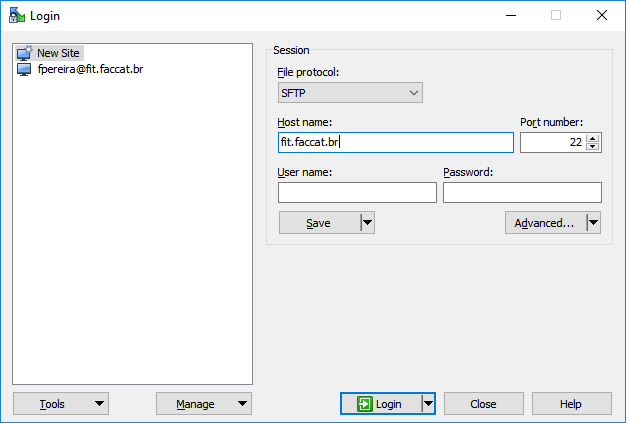 Login
New Site
fpereira@fit.faccat.br
Session
File protocol:
SFTP
Host name:
Port number:
fit.faccat.br
22
User name:
Password:
Save
Advanced...
Tools
Manage
Login
Close
Help